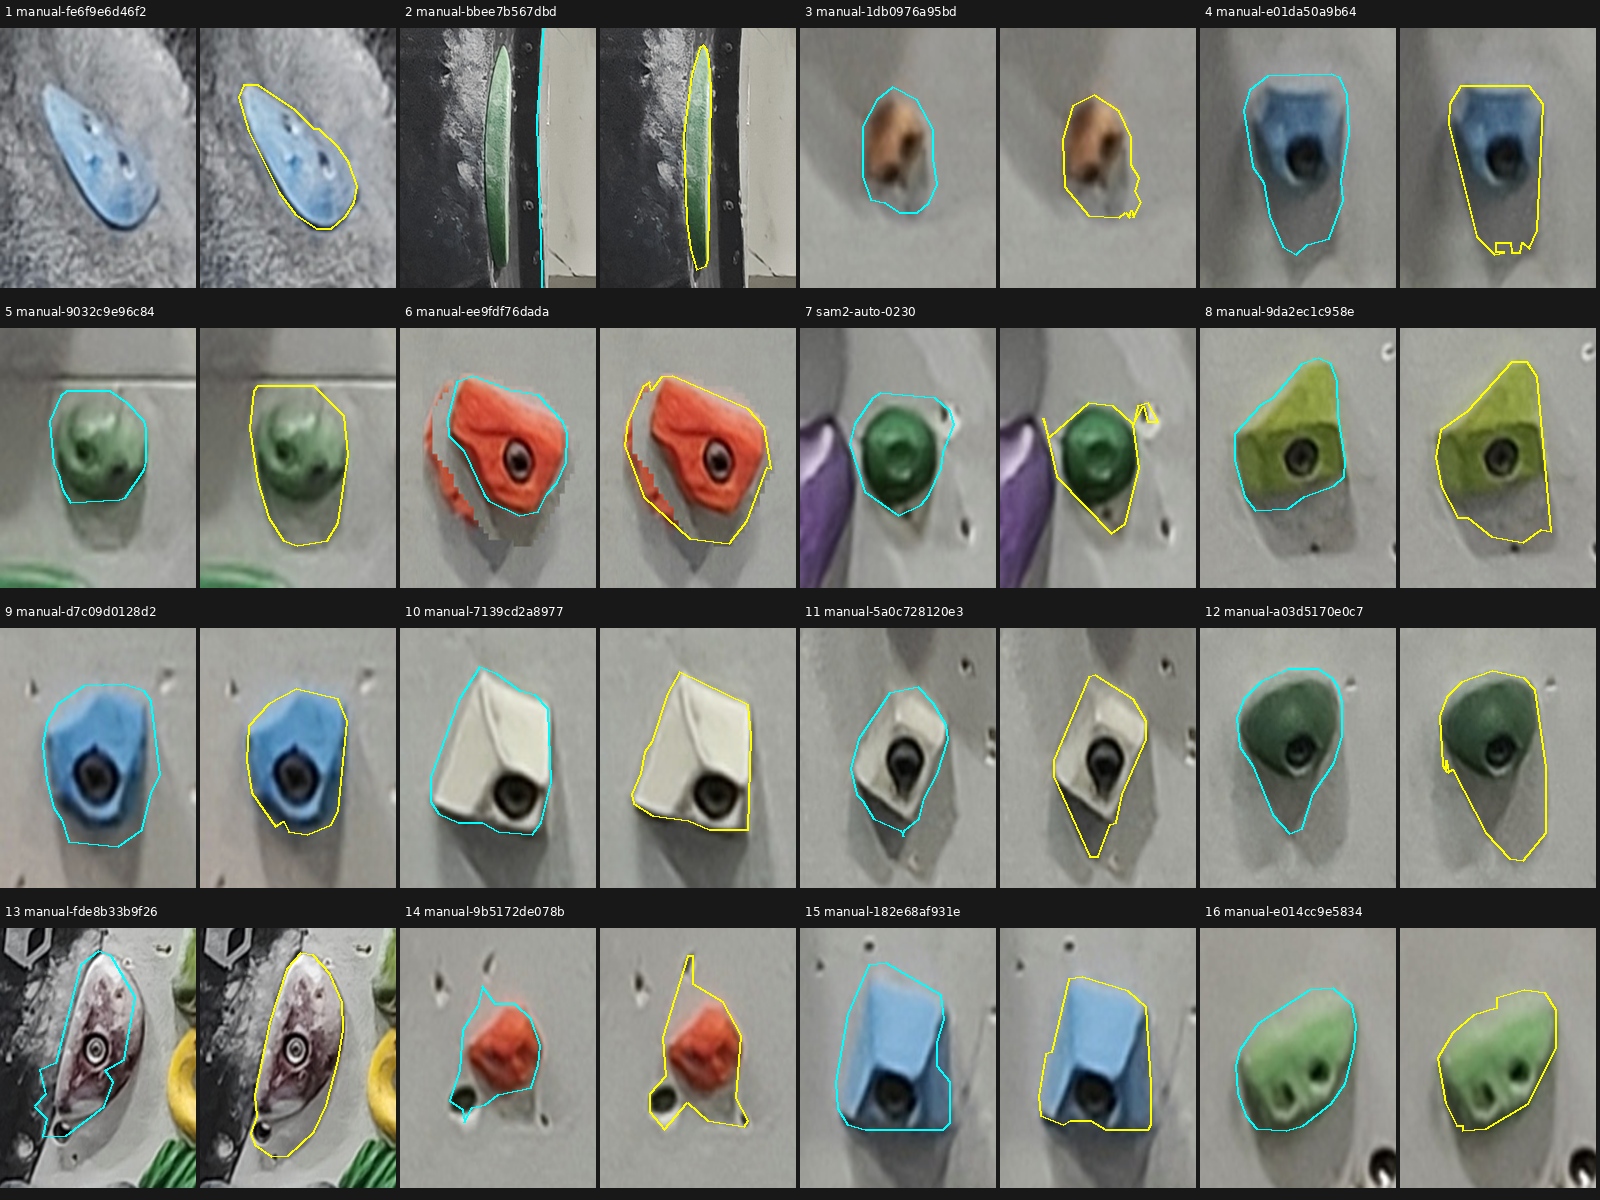 1 manual-fe6f9e6d46f2
2 manual-bbee7b567dbd
3 manual-1db0976a95bd
4 manual-e01da50a9b64
5 manual-9032c9e96c84
6 manual-ee9fdf76dada
7 sam2-auto-0230
8 manual-9da2ec1c958e
9 manual-d7c09d0128d2
10 manual-7139cd2a8977
11 manual-5a0c728120e3
12 manual-a03d5170e0c7
13 manual-fde8b33b9f26
14 manual-9b5172de078b
15 manual-182e68af931e
16 manual-e014cc9e5834